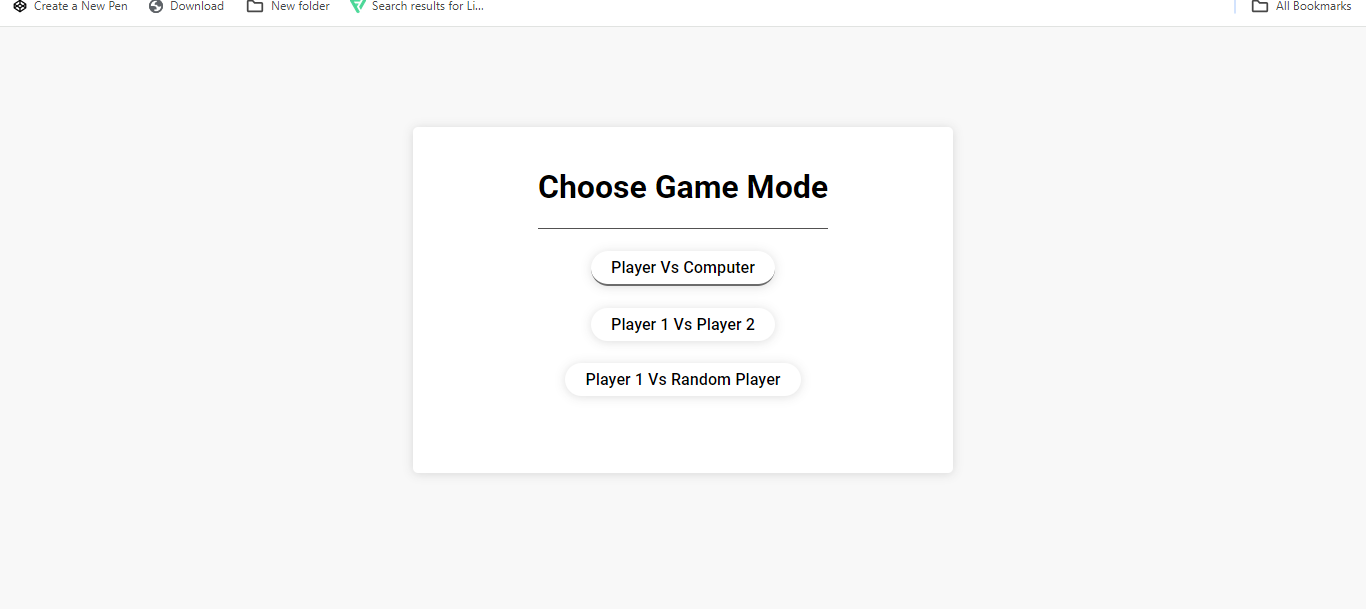 Create a New Pen Download New folder Search results for Li... All Bookmarks
Choose Game Mode
Player Vs Computer
Player 1 Vs Player 2
Player 1 Vs Random Player